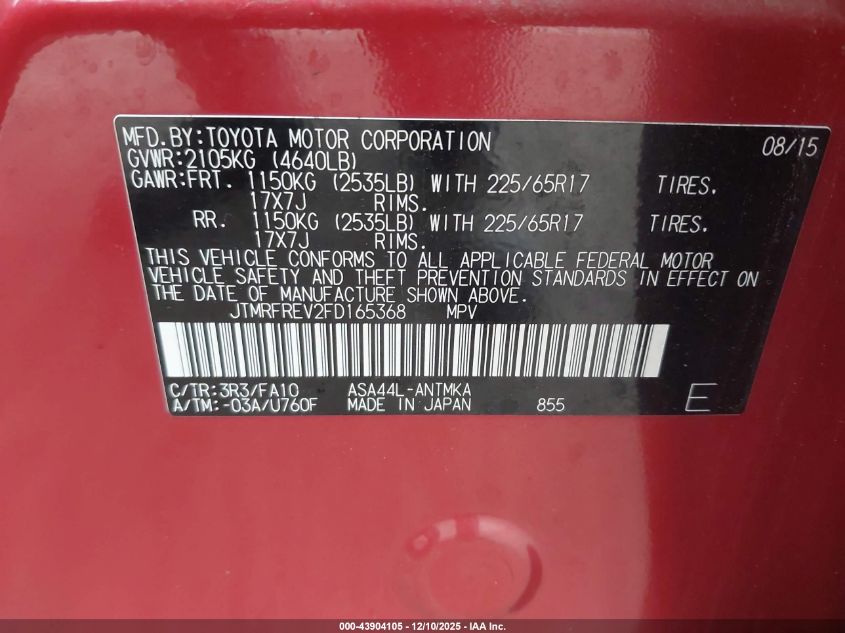 MFD.BY:TOYOTA MOTOR CORPORATION 08/15
GVWR:2105KG (4640LB)
GAWR:FRT. 1150KG (2535LB) WITH 225/65R17 TIRES.
17X7J RIMS.
RR. 1150KG (2535LB) WITH 225/65R17 TIRES.
17X7J RIMS.
THIS VEHICLE CONFORMS TO ALL APPLICABLE FEDERAL MOTOR
VEHICLE SAFETY AND THEFT PREVENTION STANDARDS IN EFFECT ON
THE DATE OF MANUFACTURE SHOWN ABOVE.
JTMRFREV2FD165368 MPV
C/TR:3R3/FA10 ASA44L-ANTMKA
A/TM:-03A/U760F MADE IN JAPAN 855 E
000-43904105 - 12/10/2025 - IAA Inc.